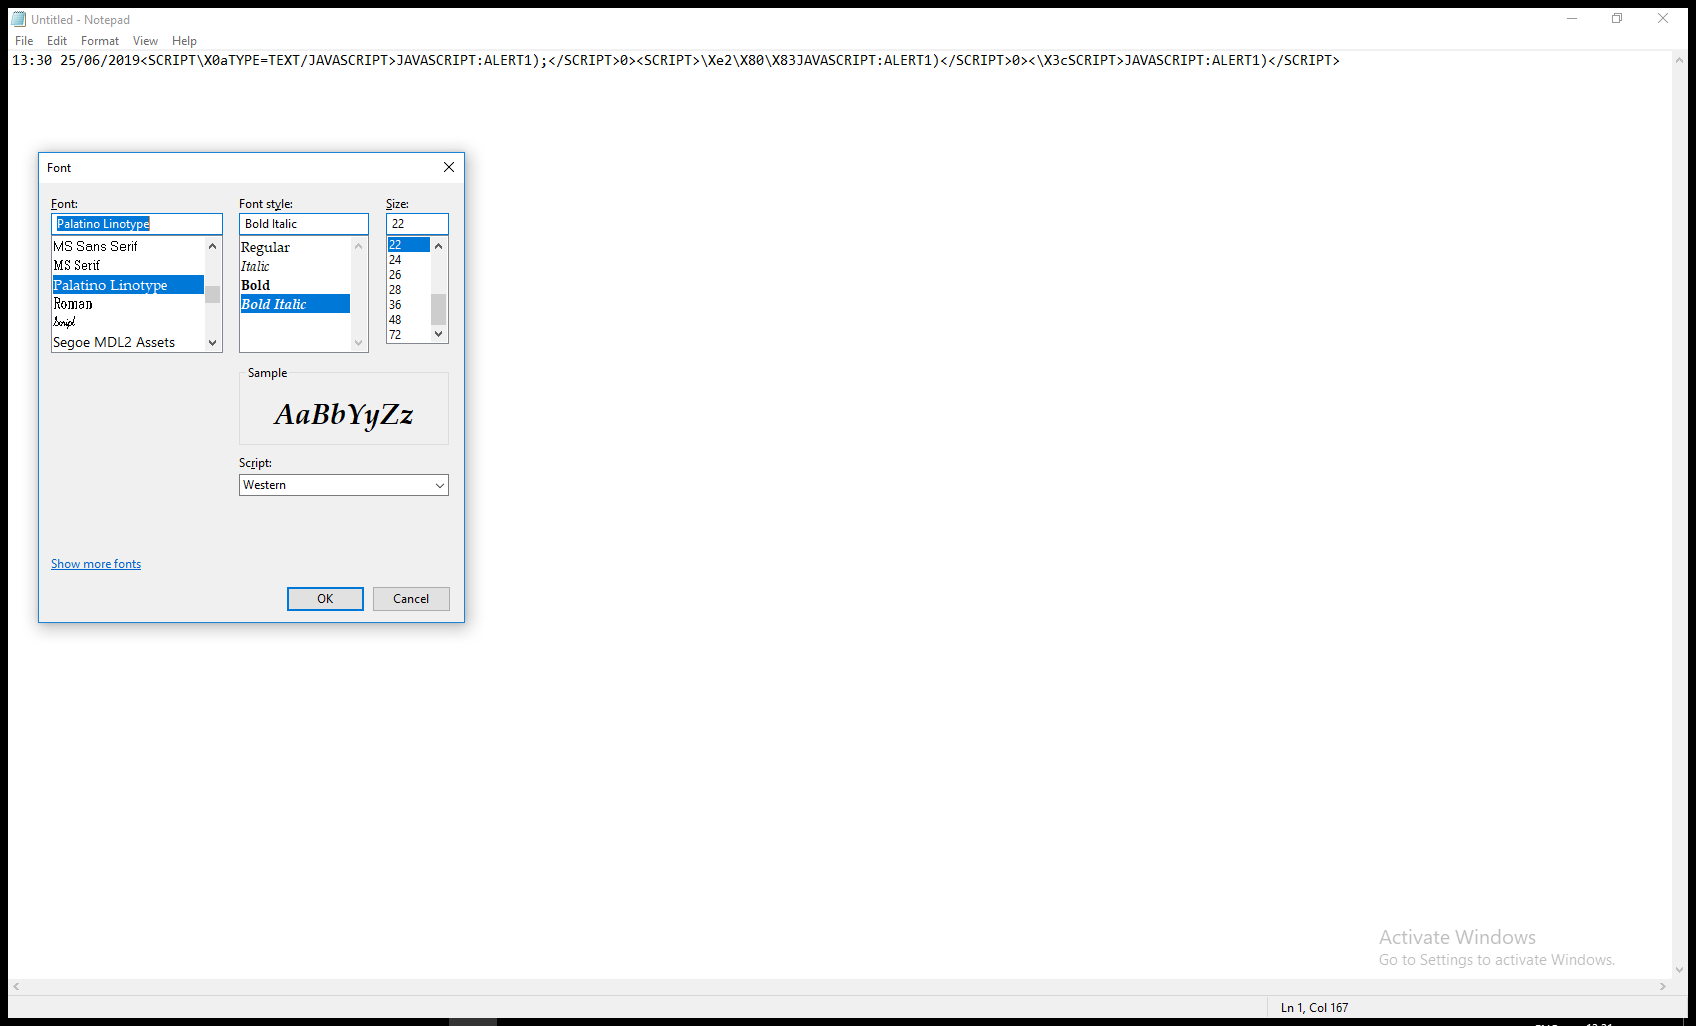 Untitled - Notepad
File Edit Format View Help
13:30 25/06/2019<SCRIPT\X0aTYPE=TEXT/JAVASCRIPT>JAVASCRIPT:ALERT1);</SCRIPT>0><SCRIPT>\Xe2\X80\X83JAVASCRIPT:ALERT1)</SCRIPT>0><\X3cSCRIPT>JAVASCRIPT:ALERT1)</SCRIPT>
Font
Font: Font style: Size:
Palatino Linotype Bold Italic 22
MS Sans Serif
MS Serif
Palatino Linotype
Roman
Script
Segoe MDL2 Assets
Regular
Italic
Bold
Bold Italic
22
24
26
28
36
48
72
Sample
AaBbYyZz
Script:
Western
Show more fonts
OK Cancel
Activate Windows
Go to Settings to activate Windows.
Ln 1, Col 167